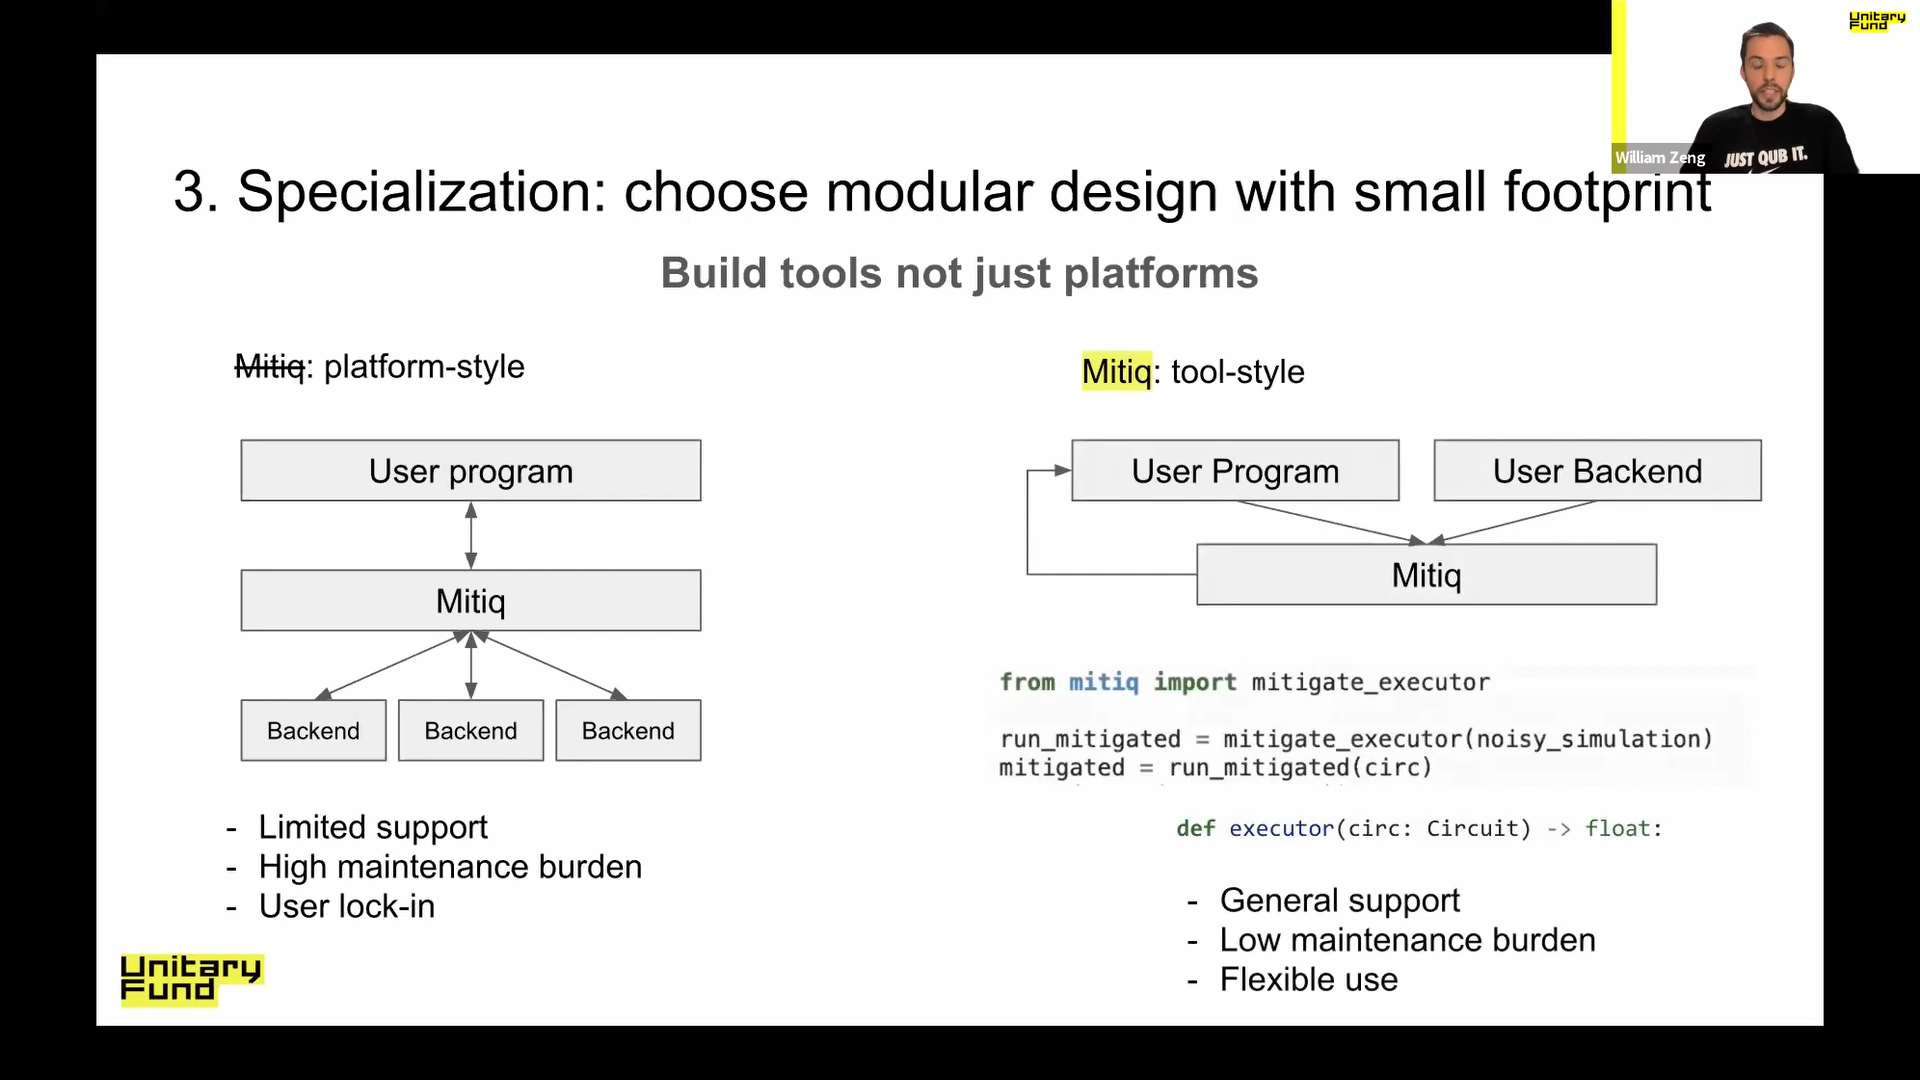 Unitary
Fund
William Zeng
JUST QUB IT.
3. Specialization: choose modular design with small footprint
Build tools not just platforms
Mitiq: platform-style
User program
Mitiq
Backend Backend Backend
- Limited support
- High maintenance burden
- User lock-in
Mitiq: tool-style
User Program User Backend
Mitiq
from mitiq import mitigate_executor
run_mitigated = mitigate_executor(noisy_simulation)
mitigated = run_mitigated(circ)
def executor(circ: Circuit) -> float:
- General support
- Low maintenance burden
- Flexible use
Unitary
Fund